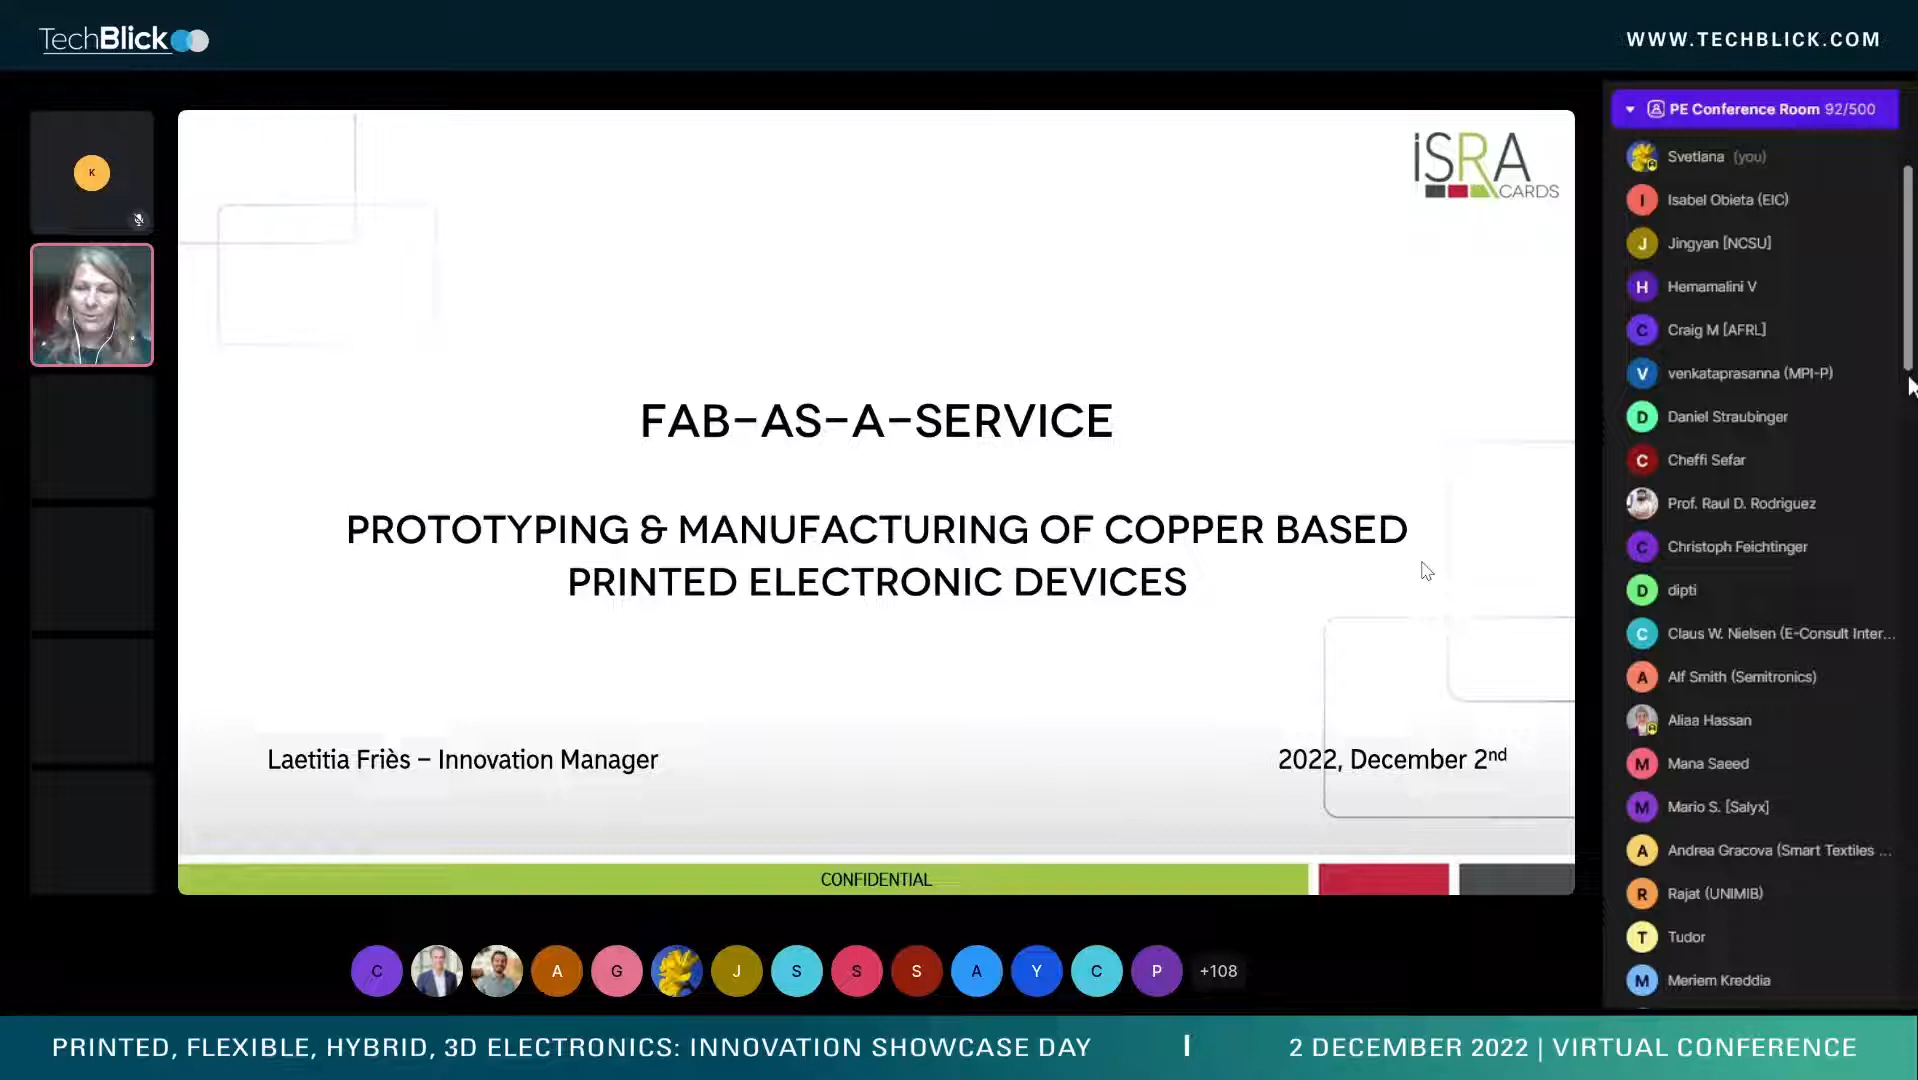 TechBlick
WWW.TECHBLICK.COM
K
iSRA
CARDS
FAB-AS-A-SERVICE
PROTOTYPING & MANUFACTURING OF COPPER BASED
PRINTED ELECTRONIC DEVICES
Laetitia Friès – Innovation Manager
2022, December 2nd
CONFIDENTIAL
PE Conference Room 92/500
Svetlana (you)
I Isabel Obieta (EIC)
J Jingyan [NCSU]
H Hemamalini V
C Craig M [AFRL]
V venkataprasanna (MPI-P)
D Daniel Straubinger
C Cheffi Sefar
Prof. Raul D. Rodriguez
C Christoph Feichtinger
D dipti
C Claus W. Nielsen (E-Consult Inter...
A Alf Smith (Semitronics)
Aliaa Hassan
M Mana Saeed
M Mario S. [Salyx]
A Andrea Gracova (Smart Textiles ...
R Rajat (UNIMIB)
T Tudor
M Meriem Kreddia
C A G J S S S A Y C P +108
PRINTED, FLEXIBLE, HYBRID, 3D ELECTRONICS: INNOVATION SHOWCASE DAY | 2 DECEMBER 2022 | VIRTUAL CONFERENCE